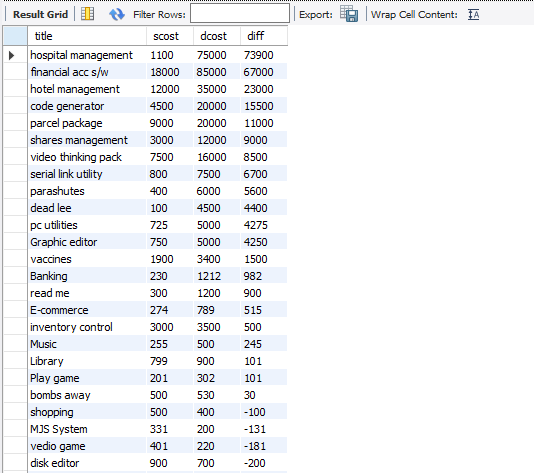 Result Grid Filter Rows: Export: Wrap Cell Content:
title scost dcost diff
hospital management 1100 75000 73900
financial acc s/w 18000 85000 67000
hotel management 12000 35000 23000
code generator 4500 20000 15500
parcel package 9000 20000 11000
shares management 3000 12000 9000
video thinking pack 7500 16000 8500
serial link utility 800 7500 6700
parashutes 400 6000 5600
dead lee 100 4500 4400
pc utilities 725 5000 4275
Graphic editor 750 5000 4250
vaccines 1900 3400 1500
Banking 230 1212 982
read me 300 1200 900
E-commerce 274 789 515
inventory control 3000 3500 500
Music 255 500 245
Library 799 900 101
Play game 201 302 101
bombs away 500 530 30
shopping 500 400 -100
MJS System 331 200 -131
vedio game 401 220 -181
disk editor 900 700 -200